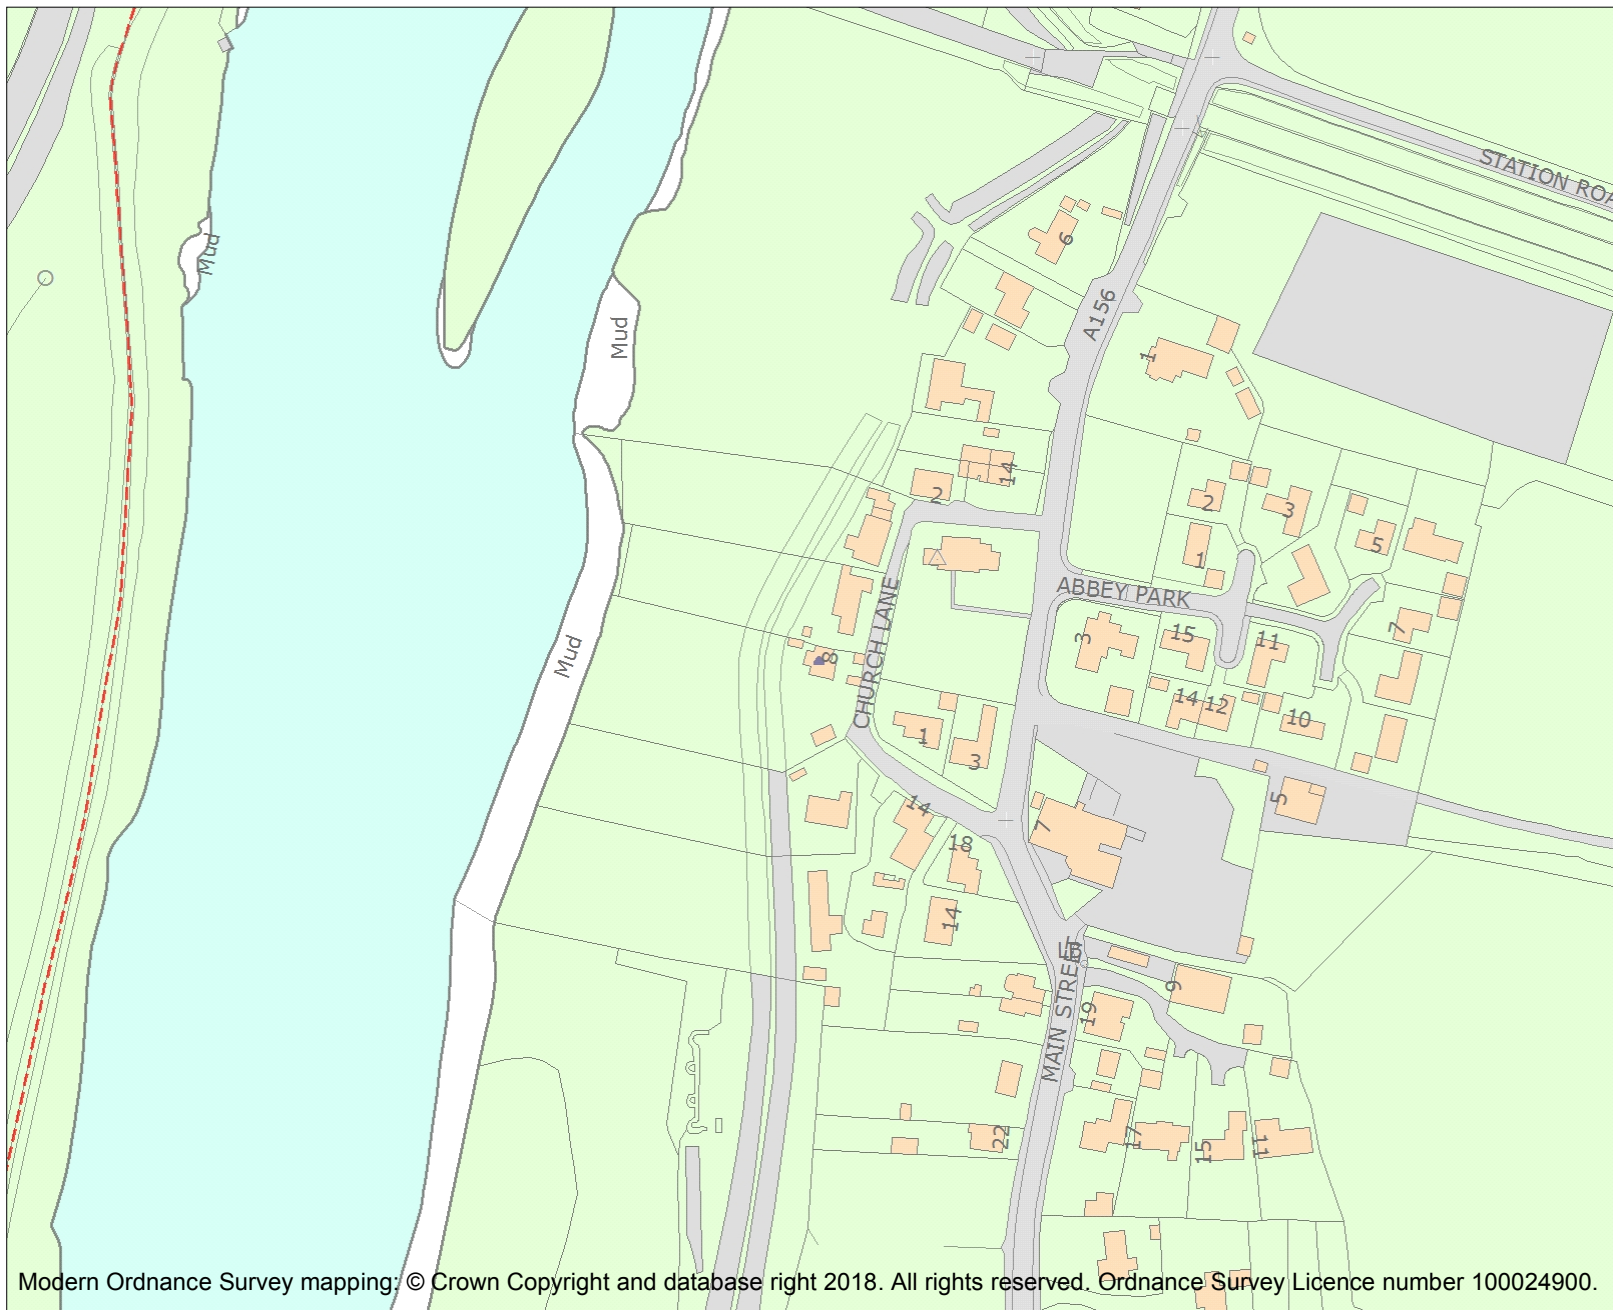 STATION ROA
Mud
6
A156
Mud
1
14
2
2
3
5
1
ABBEY PARK
CHURCH LANE
3
15
11
7
8
Mud
14
12
10
1
3
5
14
7
18
14
LB
9
MAIN STREET
19
22
17
15
11
Modern Ordnance Survey mapping: © Crown Copyright and database right 2018. All rights reserved. Ordnance Survey Licence number 100024900.